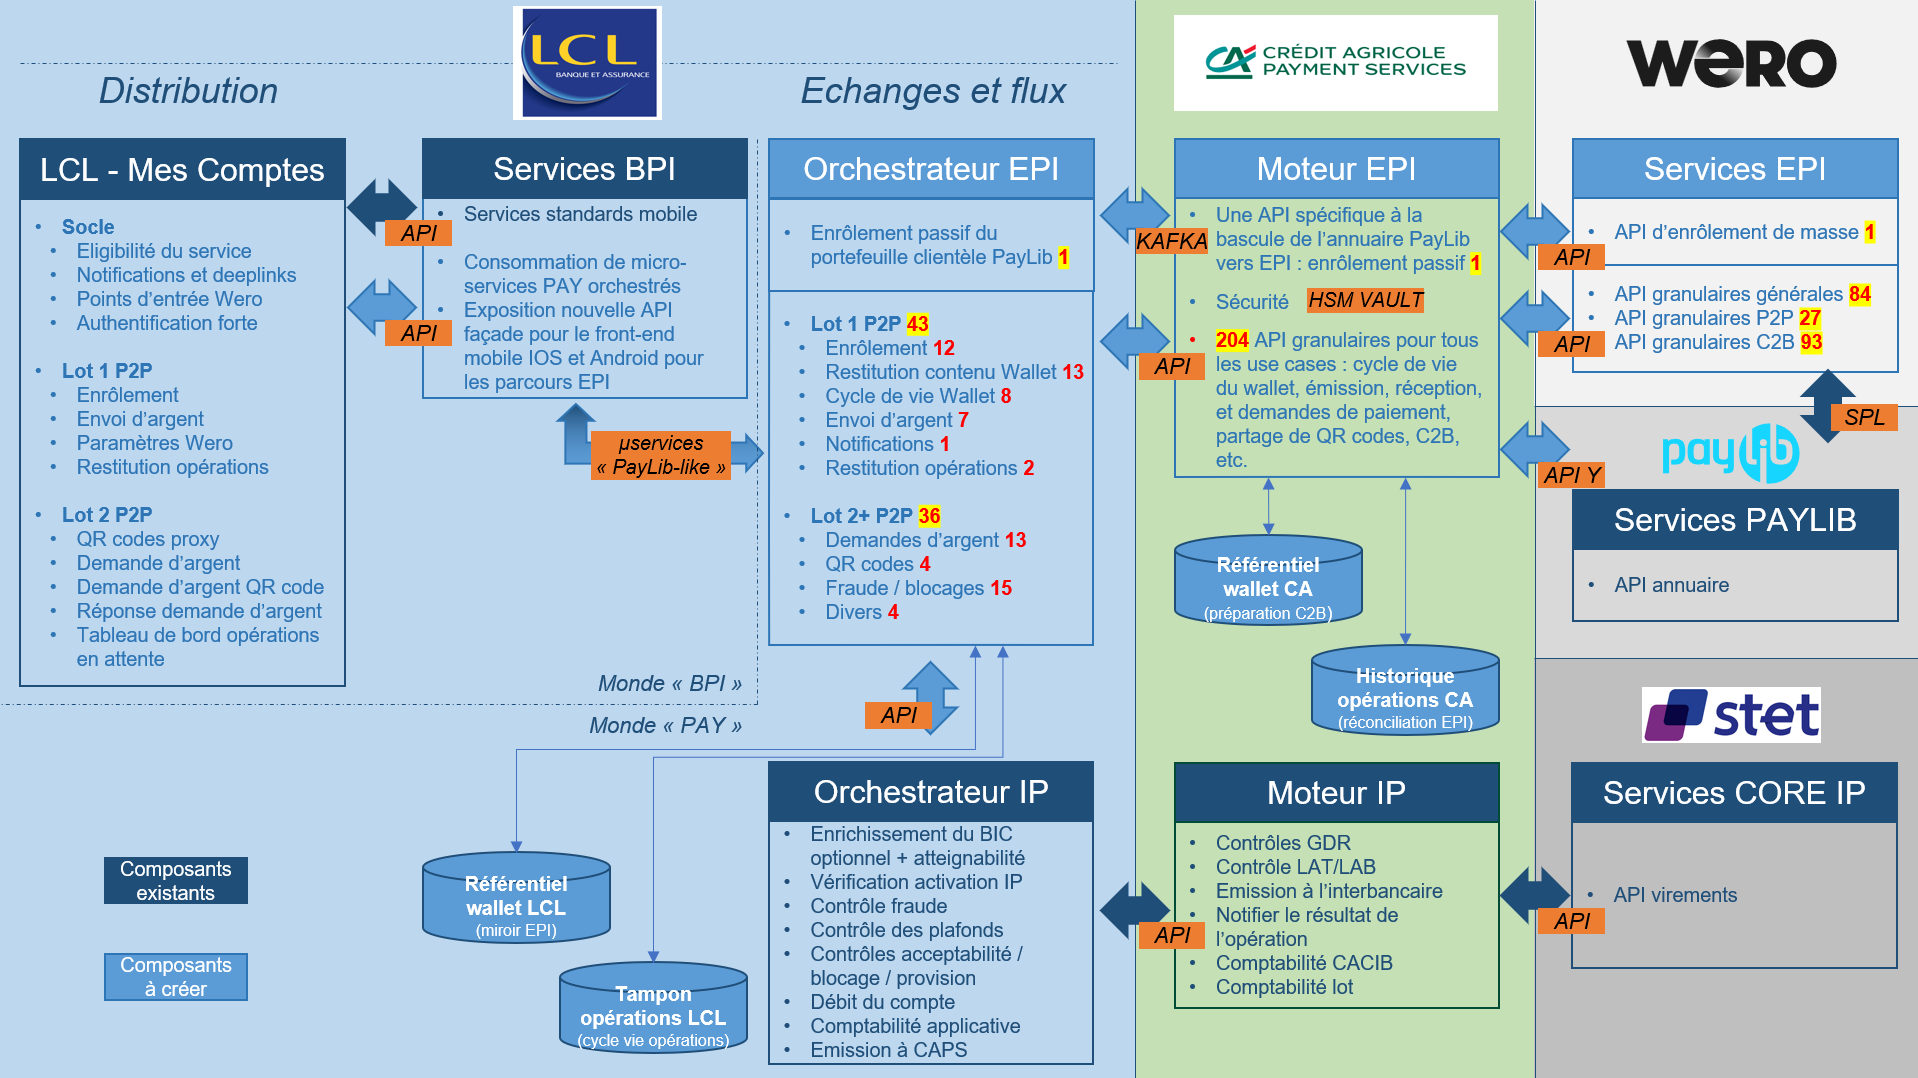 LCL
BANQUE ET ASSURANCE
CRÉDIT AGRICOLE
PAYMENT SERVICES
wero
Distribution
Echanges et flux
LCL - Mes Comptes
• Socle
• Eligibilité du service
• Notifications et deeplinks
• Points d’entrée Wero
• Authentification forte
• Lot 1 P2P
• Enrôlement
• Envoi d’argent
• Paramètres Wero
• Restitution opérations
• Lot 2 P2P
• QR codes proxy
• Demande d’argent
• Demande d’argent QR code
• Réponse demande d’argent
• Tableau de bord opérations
en attente
API
API
Services BPI
• Services standards mobile
• Consommation de micro-
services PAY orchestrés
• Exposition nouvelle API
façade pour le front-end
mobile IOS et Android pour
les parcours EPI
µservices
« PayLib-like »
Monde « BPI »
Monde « PAY »
Orchestrateur EPI
• Enrôlement passif du
portefeuille clientèle PayLib 1
• Lot 1 P2P 43
• Enrôlement 12
• Restitution contenu Wallet 13
• Cycle de vie Wallet 8
• Envoi d’argent 7
• Notifications 1
• Restitution opérations 2
• Lot 2+ P2P 36
• Demandes d’argent 13
• QR codes 4
• Fraude / blocages 15
• Divers 4
API
KAFKA
API
Moteur EPI
• Une API spécifique à la
bascule de l’annuaire PayLib
vers EPI : enrôlement passif 1
• Sécurité HSM VAULT
• 204 API granulaires pour tous
les use cases : cycle de vie
du wallet, émission, réception,
et demandes de paiement,
partage de QR codes, C2B,
etc.
Référentiel
wallet CA
(préparation C2B)
Historique
opérations CA
(réconciliation EPI)
API
API
API Y
Services EPI
• API d’enrôlement de masse 1
• API granulaires générales 84
• API granulaires P2P 27
• API granulaires C2B 93
SPL
paylib
Services PAYLIB
• API annuaire
stet
Composants
existants
Composants
à créer
Référentiel
wallet LCL
(miroir EPI)
Tampon
opérations LCL
(cycle vie opérations)
Orchestrateur IP
• Enrichissement du BIC
optionnel + atteignabilité
• Vérification activation IP
• Contrôle fraude
• Contrôle des plafonds
• Contrôles acceptabilité /
blocage / provision
• Débit du compte
• Comptabilité applicative
• Emission à CAPS
API
Moteur IP
• Contrôles GDR
• Contrôle LAT/LAB
• Emission à l’interbancaire
• Notifier le résultat de
l’opération
• Comptabilité CACIB
• Comptabilité lot
API
Services CORE IP
• API virements